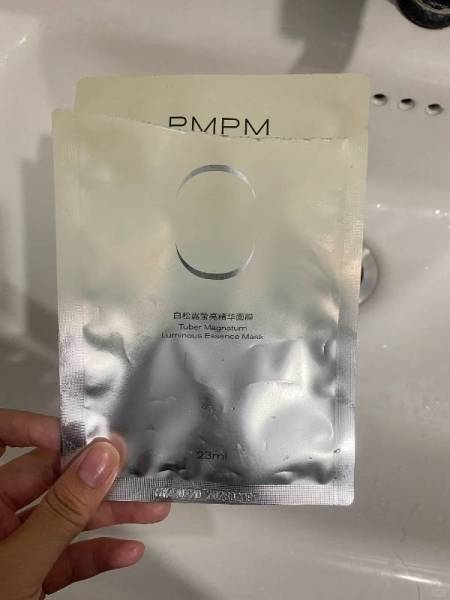 PMPM
白松露莹亮精华面膜
Tuber Magnatum
Luminous Essence Mask
23ml